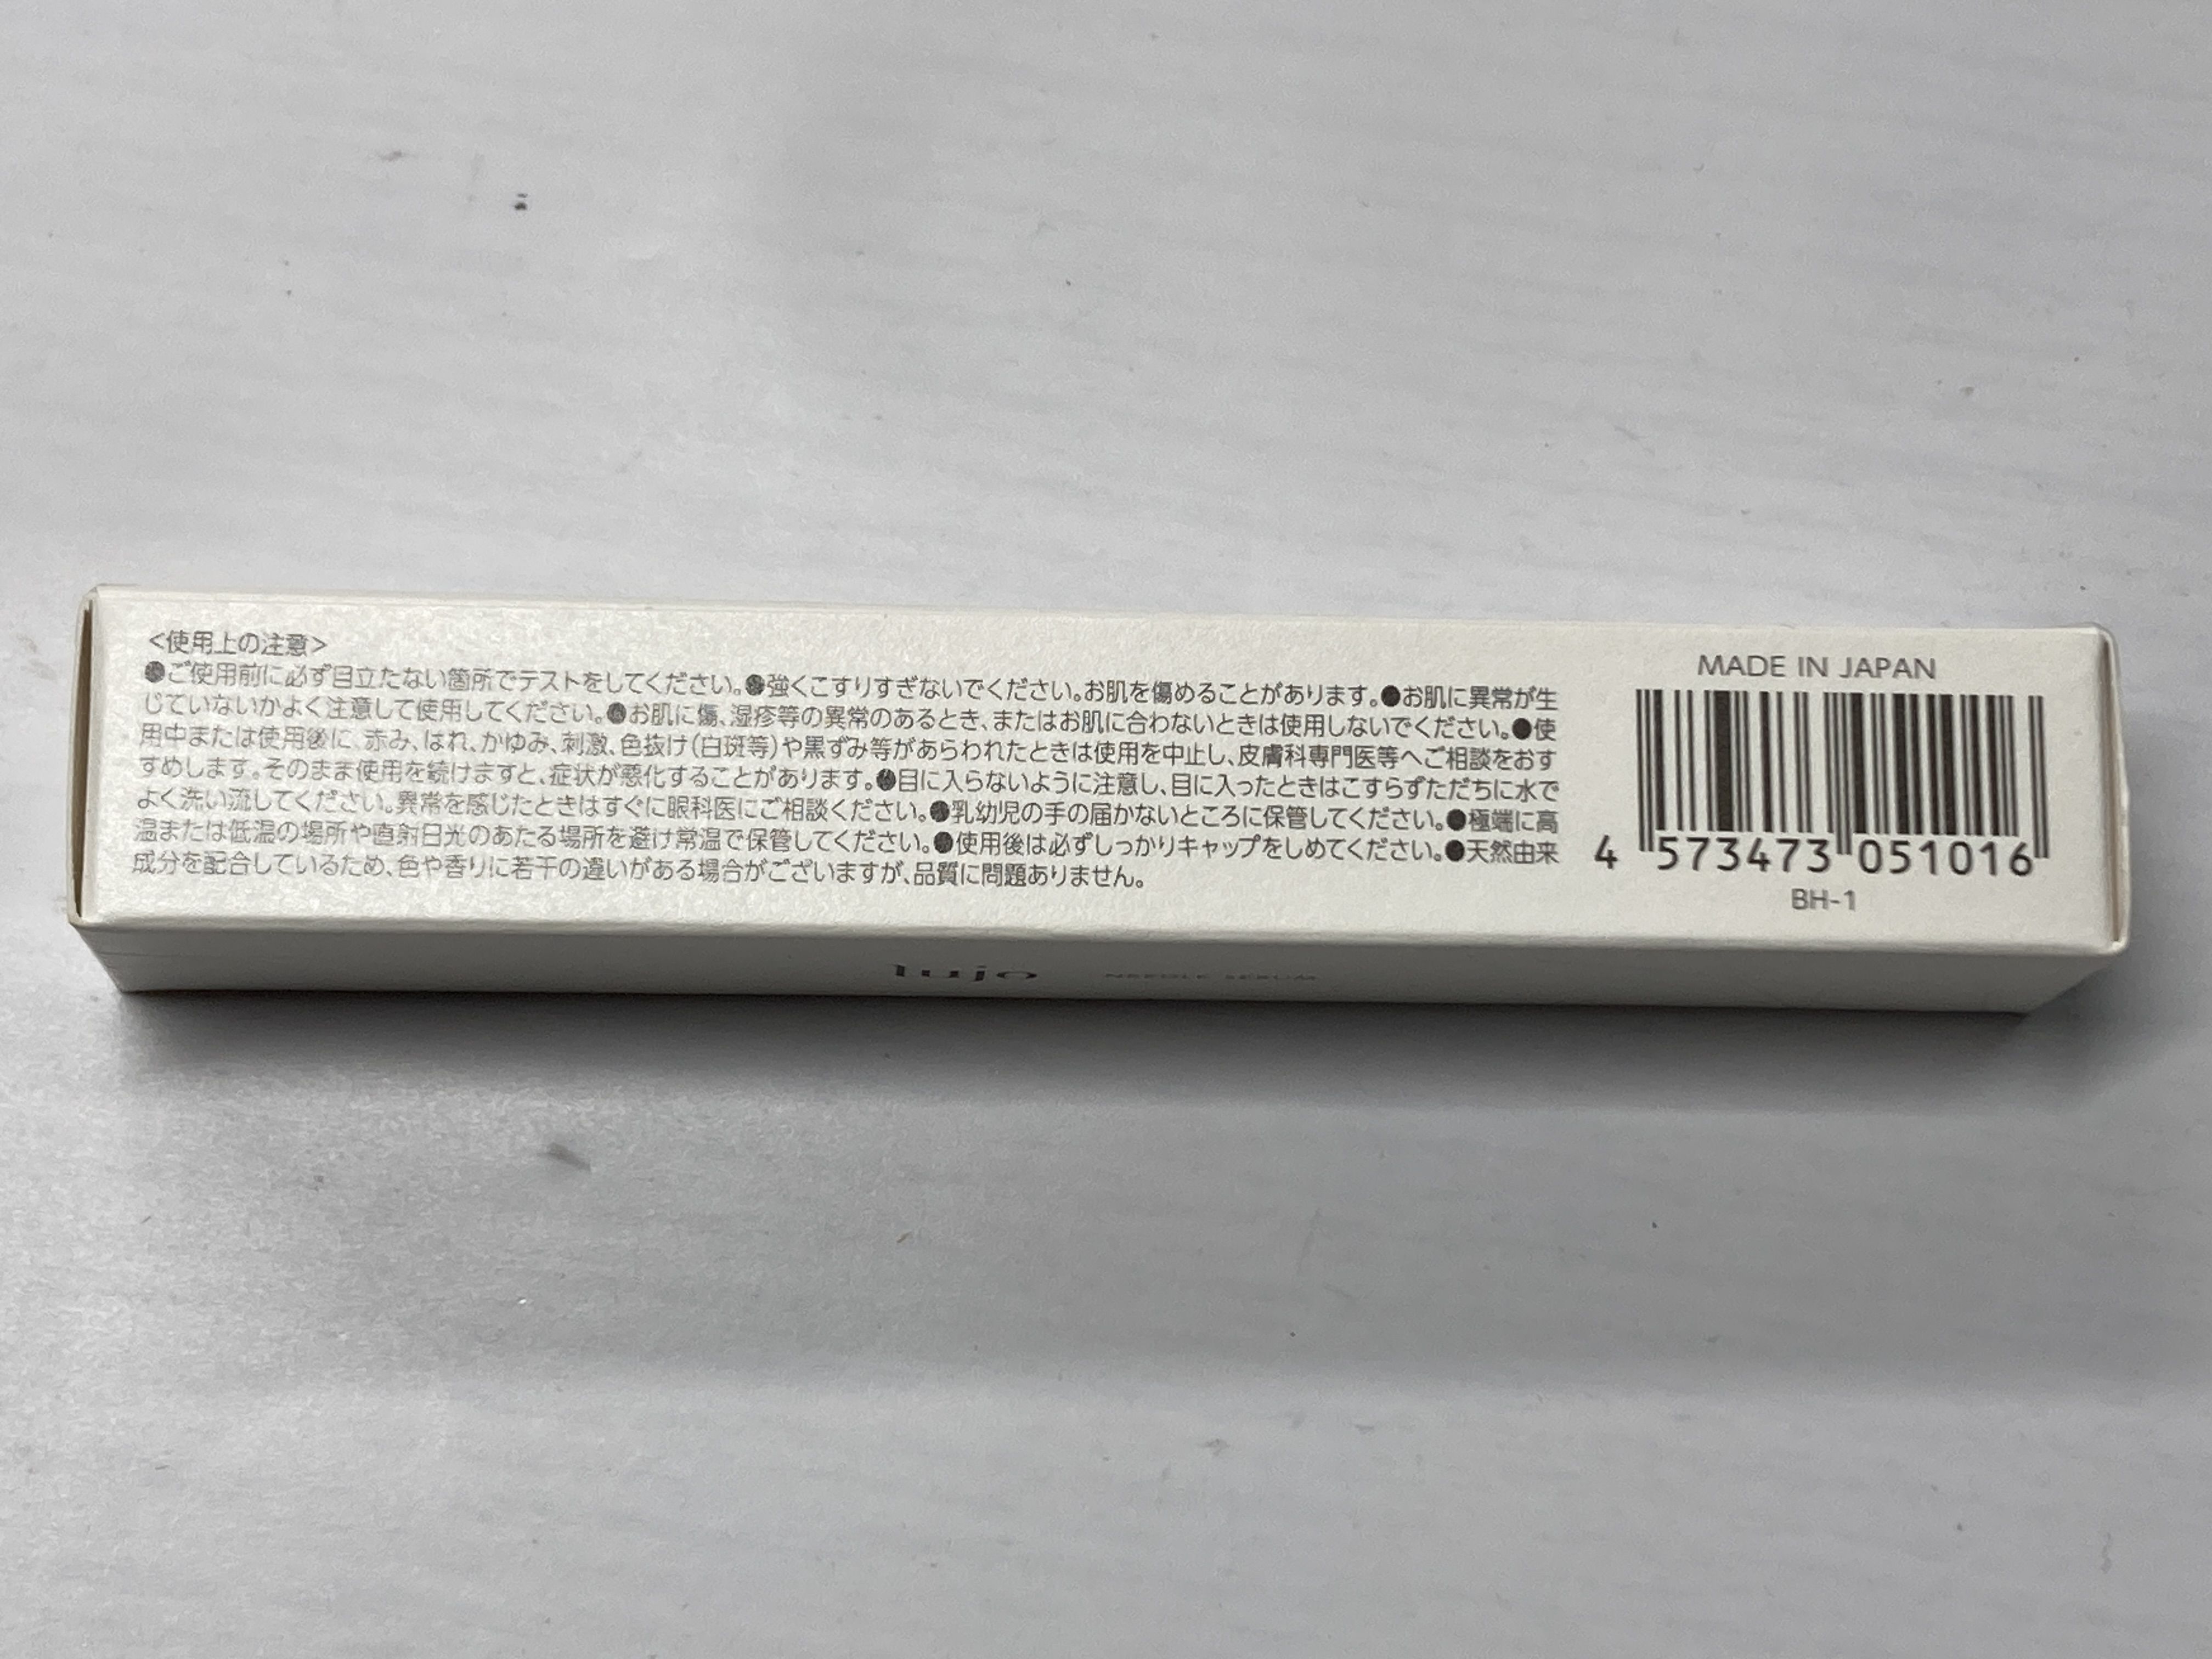 <使用上の注意>
●ご使用前に必ず目立たない箇所でテストをしてください。●強くこすりすぎないでください。お肌を傷めることがあります。●お肌に異常が生
じていないかよく注意して使用してください。●お肌に傷、湿疹等の異常のあるとき、またはお肌に合わないときは使用しないでください。●使
用中または使用後に、赤み、はれ、かゆみ、刺激、色抜け(白斑等)や黒ずみ等があらわれたときは使用を中止し、皮膚科専門医等へご相談をおす
すめします。そのまま使用を続けますと、症状が悪化することがあります。●目に入らないように注意し、目に入ったときはこすらずただちに水で
よく洗い流してください。異常を感じたときはすぐに眼科医にご相談ください。●乳幼児の手の届かないところに保管してください。●極端に高
温または低温の場所や直射日光のあたる場所を避け常温で保管してください。●使用後は必ずしっかりキャップをしめてください。●天然由来
成分を配合しているため、色や香りに若干の違いがある場合がございますが、品質に問題ありません。
MADE IN JAPAN
4 573473 051016
BH-1
lujo NEEDLE SERUM